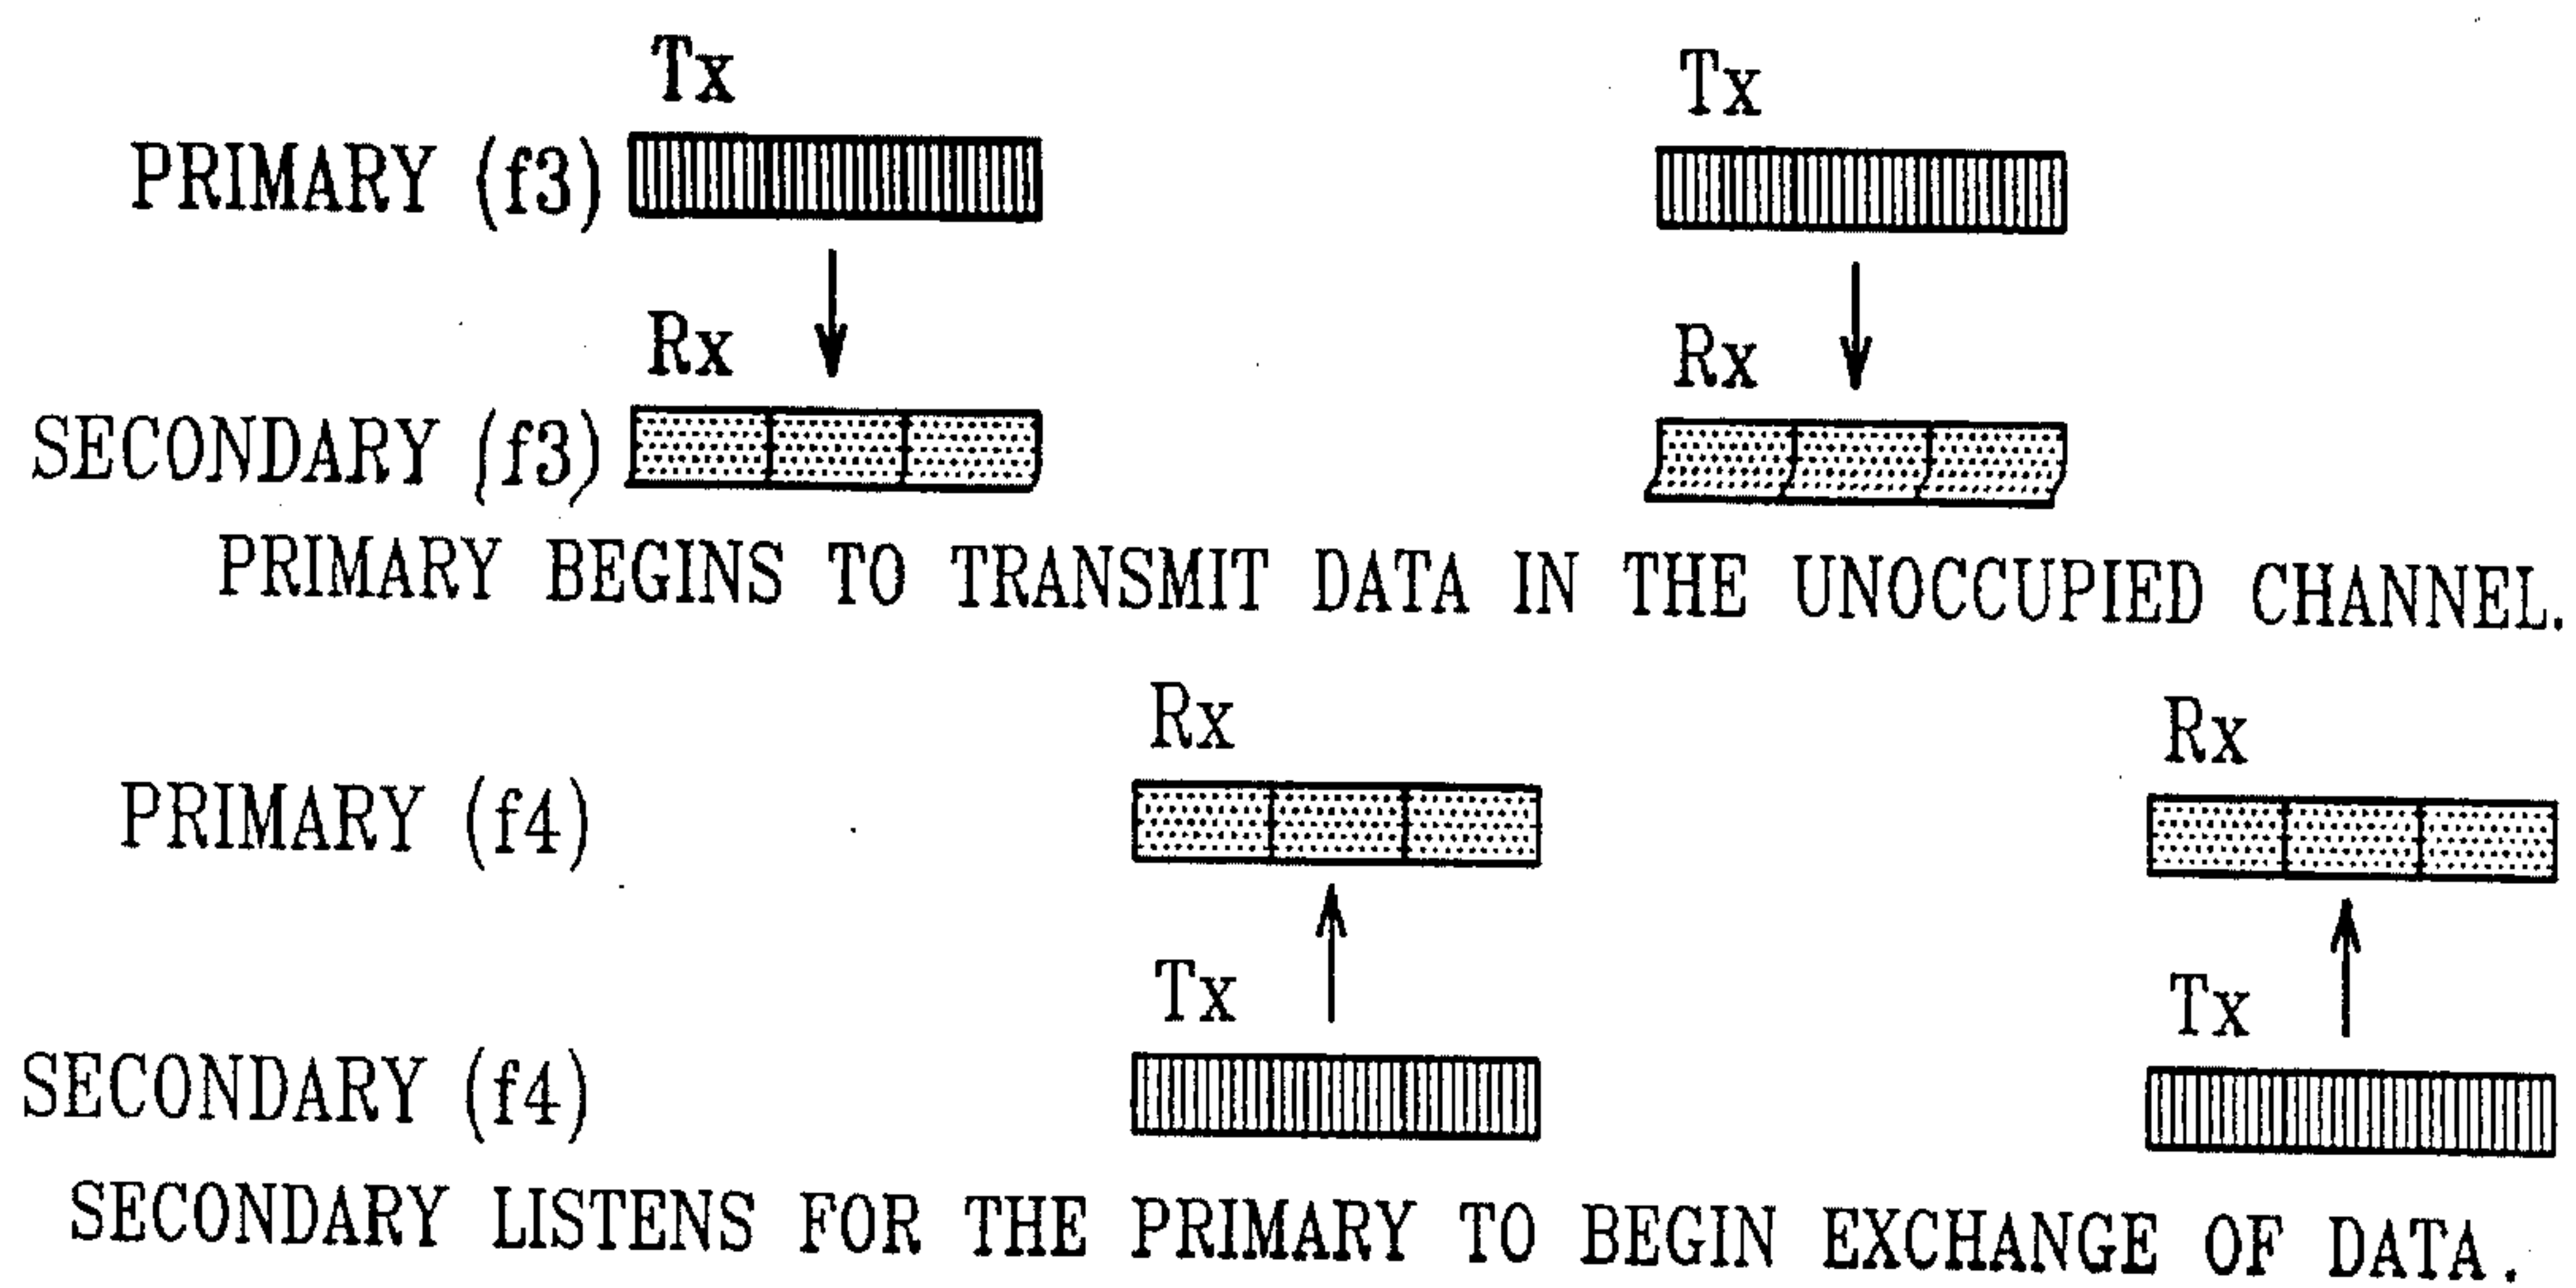 Tx Tx
PRIMARY (f3)
Rx Rx
SECONDARY (f3)
PRIMARY BEGINS TO TRANSMIT DATA IN THE UNOCCUPIED CHANNEL.
Rx Rx
PRIMARY (f4)
Tx Tx
SECONDARY (f4)
SECONDARY LISTENS FOR THE PRIMARY TO BEGIN EXCHANGE OF DATA.